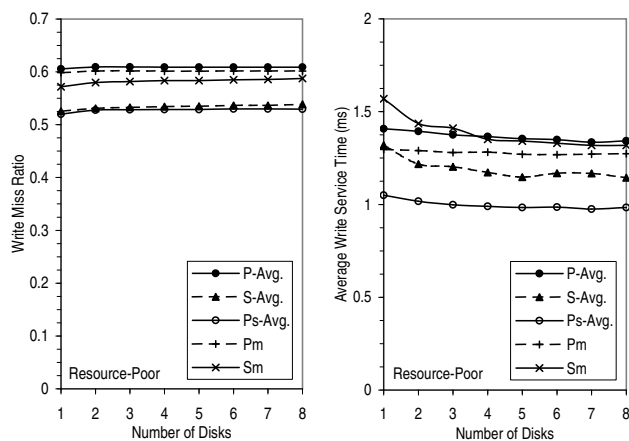 0.7
0.6
0.5
0.4
0.3
0.2
0.1
0
Write Miss Ratio
P-Avg.
S-Avg.
Ps-Avg.
Pm
Sm
Resource-Poor
1 2 3 4 5 6 7 8
Number of Disks
2
1.5
1
0.5
0
Average Write Service Time (ms)
P-Avg.
S-Avg.
Ps-Avg.
Pm
Sm
Resource-Poor
1 2 3 4 5 6 7 8
Number of Disks